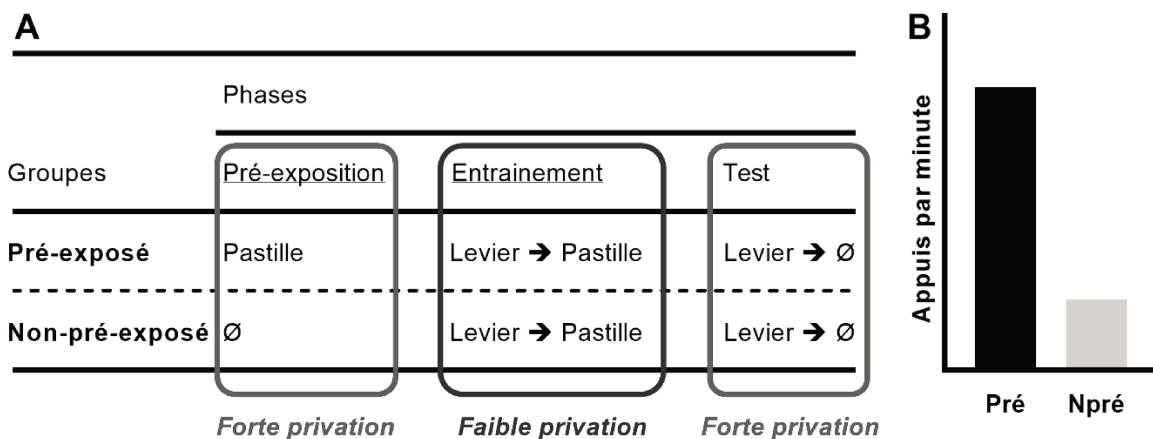 A
Phases
Groupes Pré-exposition Entrainement Test
Pré-exposé Pastille Levier ➔ Pastille Levier ➔ Ø
Non-pré-exposé Ø Levier ➔ Pastille Levier ➔ Ø
Forte privation Faible privation Forte privation
B
Appuis par minute
Pré Npré